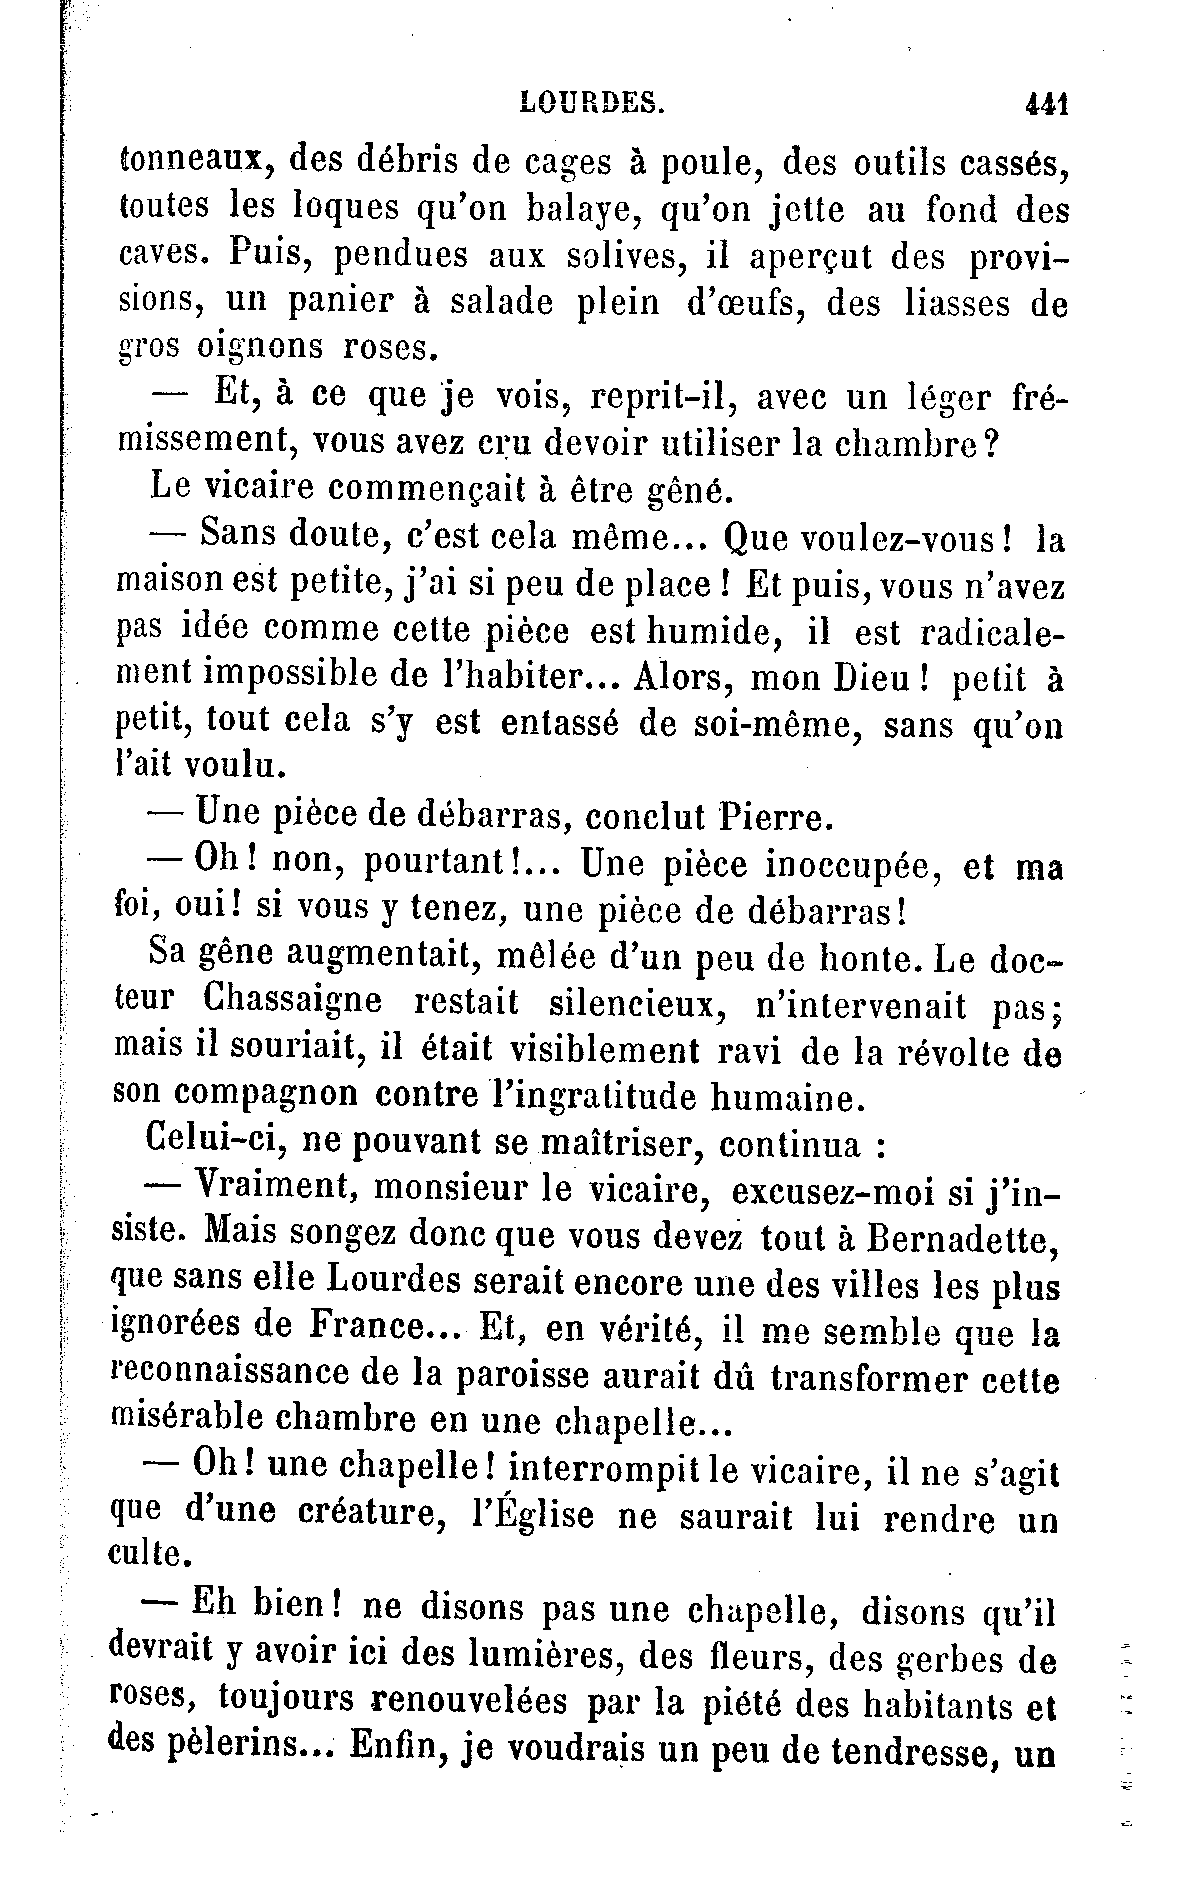 LOURDES. 441
tonneaux, des débris de cages à poule, des outils cassés,
toutes les loques qu'on balaye, qu'on jette au fond des
caves. Puis, pendues aux solives, il aperçut des provi-
sions, un panier à salade plein d'œufs, des liasses de
gros oignons roses.
— Et, à ce que je vois, reprit-il, avec un léger fré-
missement, vous avez cru devoir utiliser la chambre?
Le vicaire commençait à être gêné.
— Sans doute, c'est cela même... Que voulez-vous! la
maison est petite, j'ai si peu de place! Et puis, vous n'avez
pas idée comme cette pièce est humide, il est radicale-
ment impossible de l'habiter... Alors, mon Dieu! petit à
petit, tout cela s'y est entassé de soi-même, sans qu'on
l'ait voulu.
— Une pièce de débarras, conclut Pierre.
— Oh! non, pourtant!... Une pièce inoccupée, et ma
foi, oui! si vous y tenez, une pièce de débarras!
Sa gêne augmentait, mêlée d'un peu de honte. Le doc-
teur Chassaigne restait silencieux, n'intervenait pas;
mais il souriait, il était visiblement ravi de la révolte de
son compagnon contre l'ingratitude humaine.
Celui-ci, ne pouvant se maîtriser, continua :
— Vraiment, monsieur le vicaire, excusez-moi si j'in-
siste. Mais songez donc que vous devez tout à Bernadette,
que sans elle Lourdes serait encore une des villes les plus
ignorées de France... Et, en vérité, il me semble que la
reconnaissance de la paroisse aurait dû transformer cette
misérable chambre en une chapelle...
— Oh! une chapelle! interrompit le vicaire, il ne s'agit
que d'une créature, l'Église ne saurait lui rendre un
culte.
— Eh bien! ne disons pas une chapelle, disons qu'il
devrait y avoir ici des lumières, des fleurs, des gerbes de
roses, toujours renouvelées par la piété des habitants et
des pèlerins... Enfin, je voudrais un peu de tendresse, un